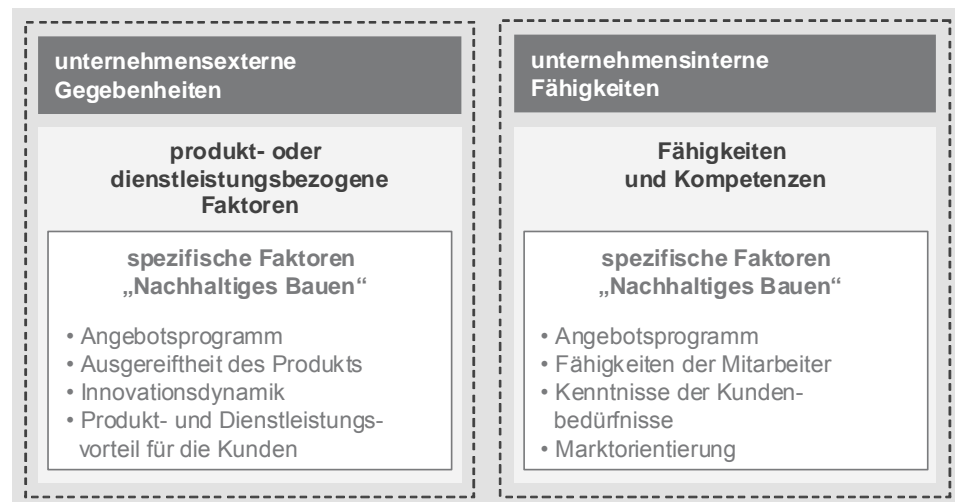 unternehmensexterne
Gegebenheiten
produkt- oder
dienstleistungsbezogene
Faktoren
spezifische Faktoren
„Nachhaltiges Bauen“
• Angebotsprogramm
• Ausgereiftheit des Produkts
• Innovationsdynamik
• Produkt- und Dienstleistungs-
vorteil für die Kunden
unternehmensinterne
Fähigkeiten
Fähigkeiten
und Kompetenzen
spezifische Faktoren
„Nachhaltiges Bauen“
• Angebotsprogramm
• Fähigkeiten der Mitarbeiter
• Kenntnisse der Kunden-
bedürfnisse
• Marktorientierung